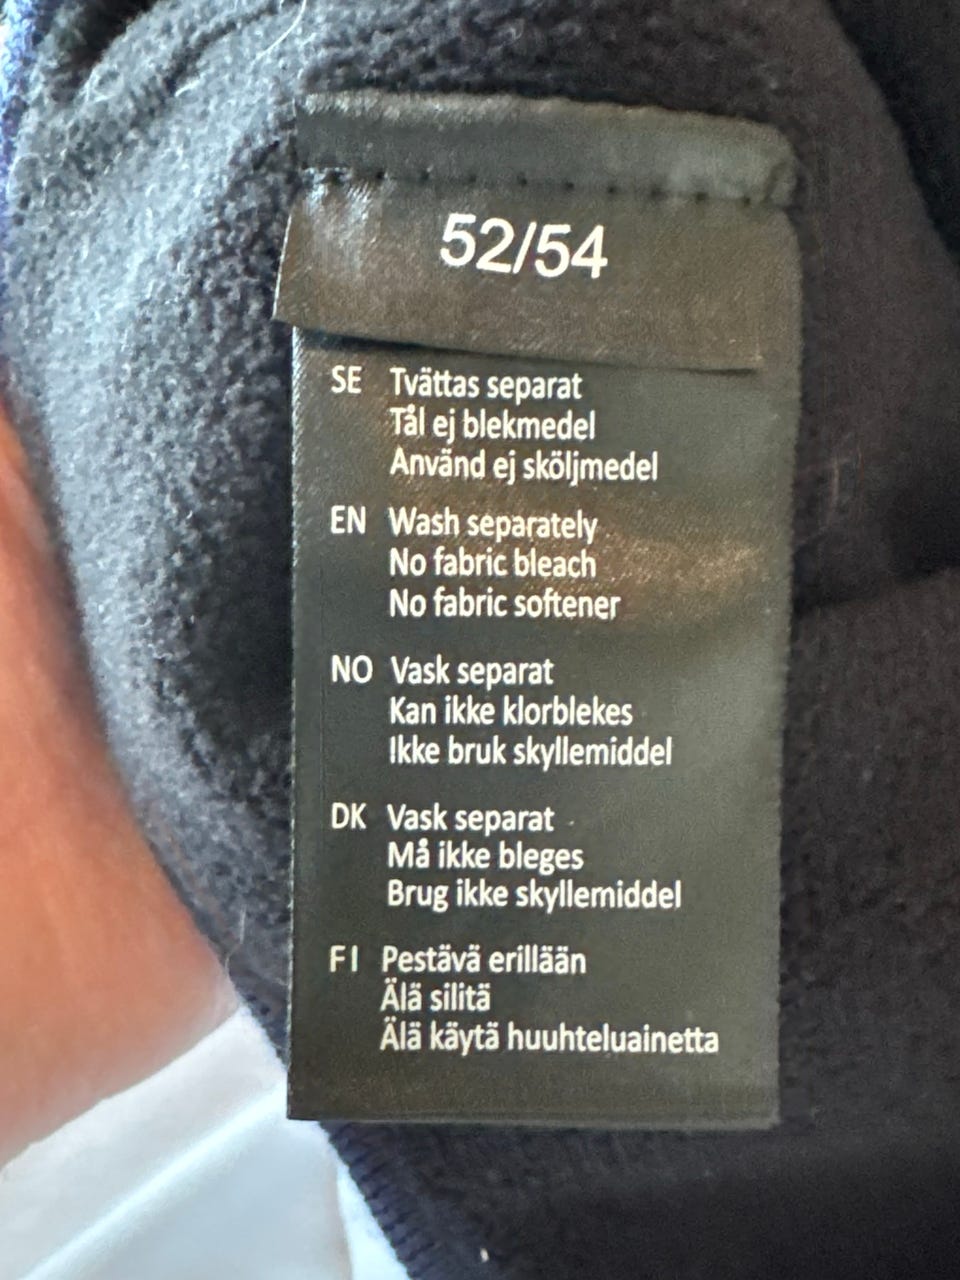 52/54
SE Tvättas separat
Tål ej blekmedel
Använd ej sköljmedel
EN Wash separately
No fabric bleach
No fabric softener
NO Vask separat
Kan ikke klorblekes
Ikke bruk skyllemiddel
DK Vask separat
Må ikke bleges
Brug ikke skyllemiddel
FI Pestävä erillään
Älä silitä
Älä käytä huuhteluainetta